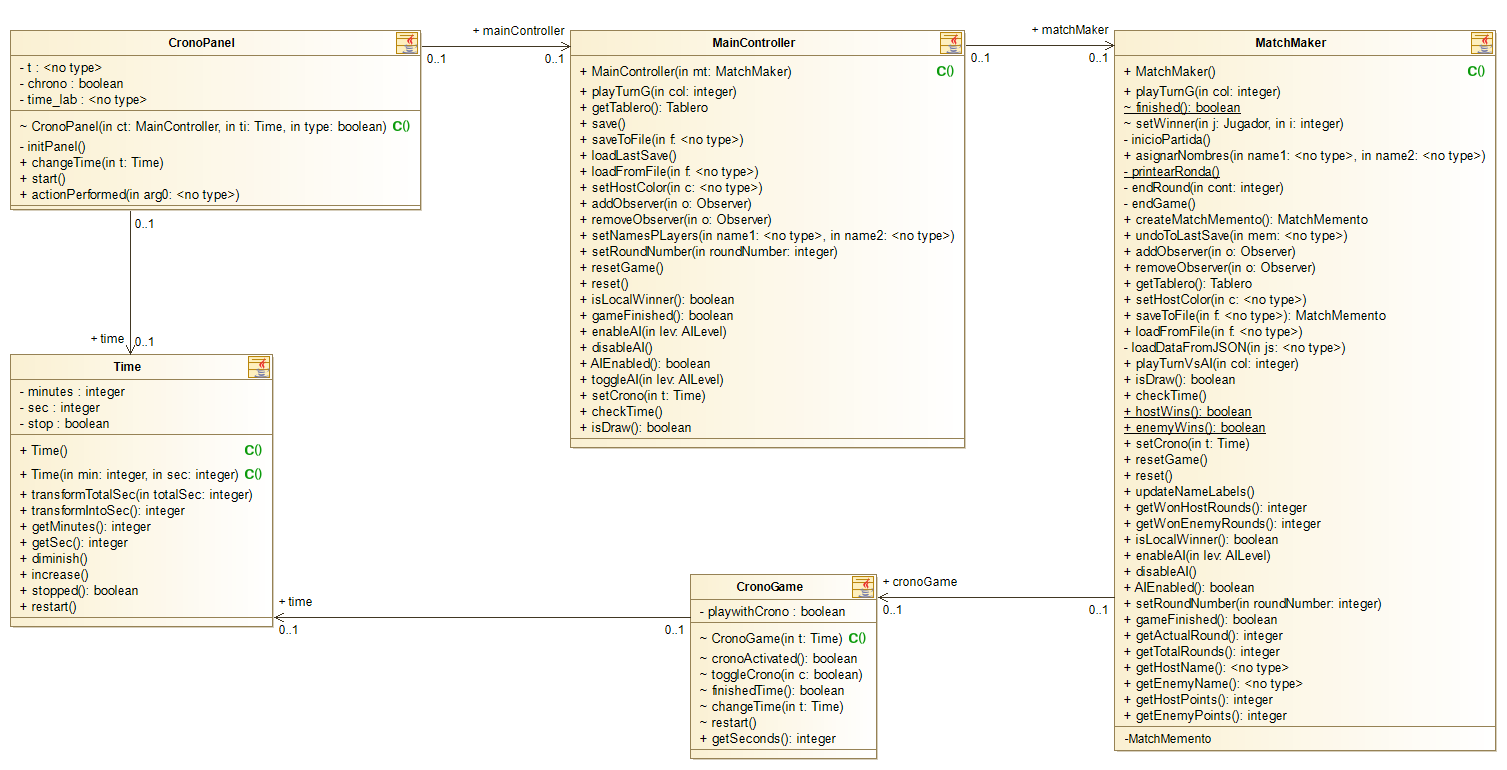 CronoPanel
- t : <no type>
- chrono : boolean
- time_lab : <no type>
~ CronoPanel(in ct: MainController, in ti: Time, in type: boolean) C()
- initPanel()
+ changeTime(in t: Time)
+ start()
+ actionPerformed(in arg0: <no type>)
+ mainController
0..1
0..1
MainController
+ MainController(in mt: MatchMaker) C()
+ playTurnG(in col: integer)
+ getTablero(): Tablero
+ save()
+ saveToFile(in f: <no type>)
+ loadLastSave()
+ loadFromFile(in f: <no type>)
+ setHostColor(in c: <no type>)
+ addObserver(in o: Observer)
+ removeObserver(in o: Observer)
+ setNamesPLayers(in name1: <no type>, in name2: <no type>)
+ setRoundNumber(in roundNumber: integer)
+ resetGame()
+ reset()
+ isLocalWinner(): boolean
+ gameFinished(): boolean
+ enableAI(in lev: AILevel)
+ disableAI()
+ AIEnabled(): boolean
+ toggleAI(in lev: AILevel)
+ setCrono(in t: Time)
+ checkTime()
+ isDraw(): boolean
+ matchMaker
0..1
0..1
MatchMaker
+ MatchMaker() C()
+ playTurnG(in col: integer)
~ finished(): boolean
~ setWinner(in j: Jugador, in i: integer)
- inicioPartida()
+ asignarNombres(in name1: <no type>, in name2: <no type>)
- printearRonda()
- endRound(in cont: integer)
- endGame()
+ createMatchMemento(): MatchMemento
+ undoToLastSave(in mem: <no type>)
+ addObserver(in o: Observer)
+ removeObserver(in o: Observer)
+ getTablero(): Tablero
+ setHostColor(in c: <no type>)
+ saveToFile(in f: <no type>): MatchMemento
+ loadFromFile(in f: <no type>)
- loadDataFromJSON(in js: <no type>)
+ playTurnVsAI(in col: integer)
+ isDraw(): boolean
+ checkTime()
+ hostWins(): boolean
+ enemyWins(): boolean
+ setCrono(in t: Time)
+ resetGame()
+ reset()
+ updateNameLabels()
+ getWonHostRounds(): integer
+ getWonEnemyRounds(): integer
+ isLocalWinner(): boolean
+ enableAI(in lev: AILevel)
+ disableAI()
+ AIEnabled(): boolean
+ setRoundNumber(in roundNumber: integer)
+ gameFinished(): boolean
+ getActualRound(): integer
+ getTotalRounds(): integer
+ getHostName(): <no type>
+ getEnemyName(): <no type>
+ getHostPoints(): integer
+ getEnemyPoints(): integer
-MatchMemento
0..1
+ time
0..1
Time
- minutes : integer
- sec : integer
- stop : boolean
+ Time() C()
+ Time(in min: integer, in sec: integer) C()
+ transformTotalSec(in totalSec: integer)
+ transformIntoSec(): integer
+ getMinutes(): integer
+ getSec(): integer
+ diminish()
+ increase()
+ stopped(): boolean
+ restart()
+ time
0..1
0..1
CronoGame
- playwithCrono : boolean
~ CronoGame(in t: Time) C()
~ cronoActivated(): boolean
~ toggleCrono(in c: boolean)
~ finishedTime(): boolean
~ changeTime(in t: Time)
~ restart()
+ getSeconds(): integer
+ cronoGame
0..1
0..1